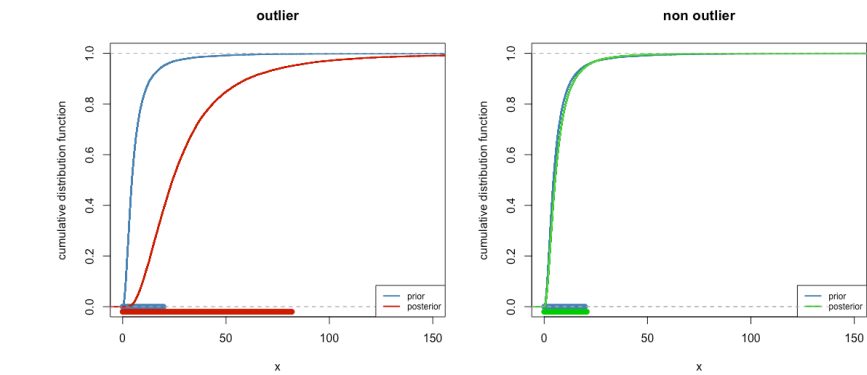 outlier
cumulative distribution function
1.0
0.8
0.6
0.4
0.2
0.0
prior
posterior
0 50 100 150
x
non outlier
cumulative distribution function
1.0
0.8
0.6
0.4
0.2
0.0
prior
posterior
0 50 100 150
x